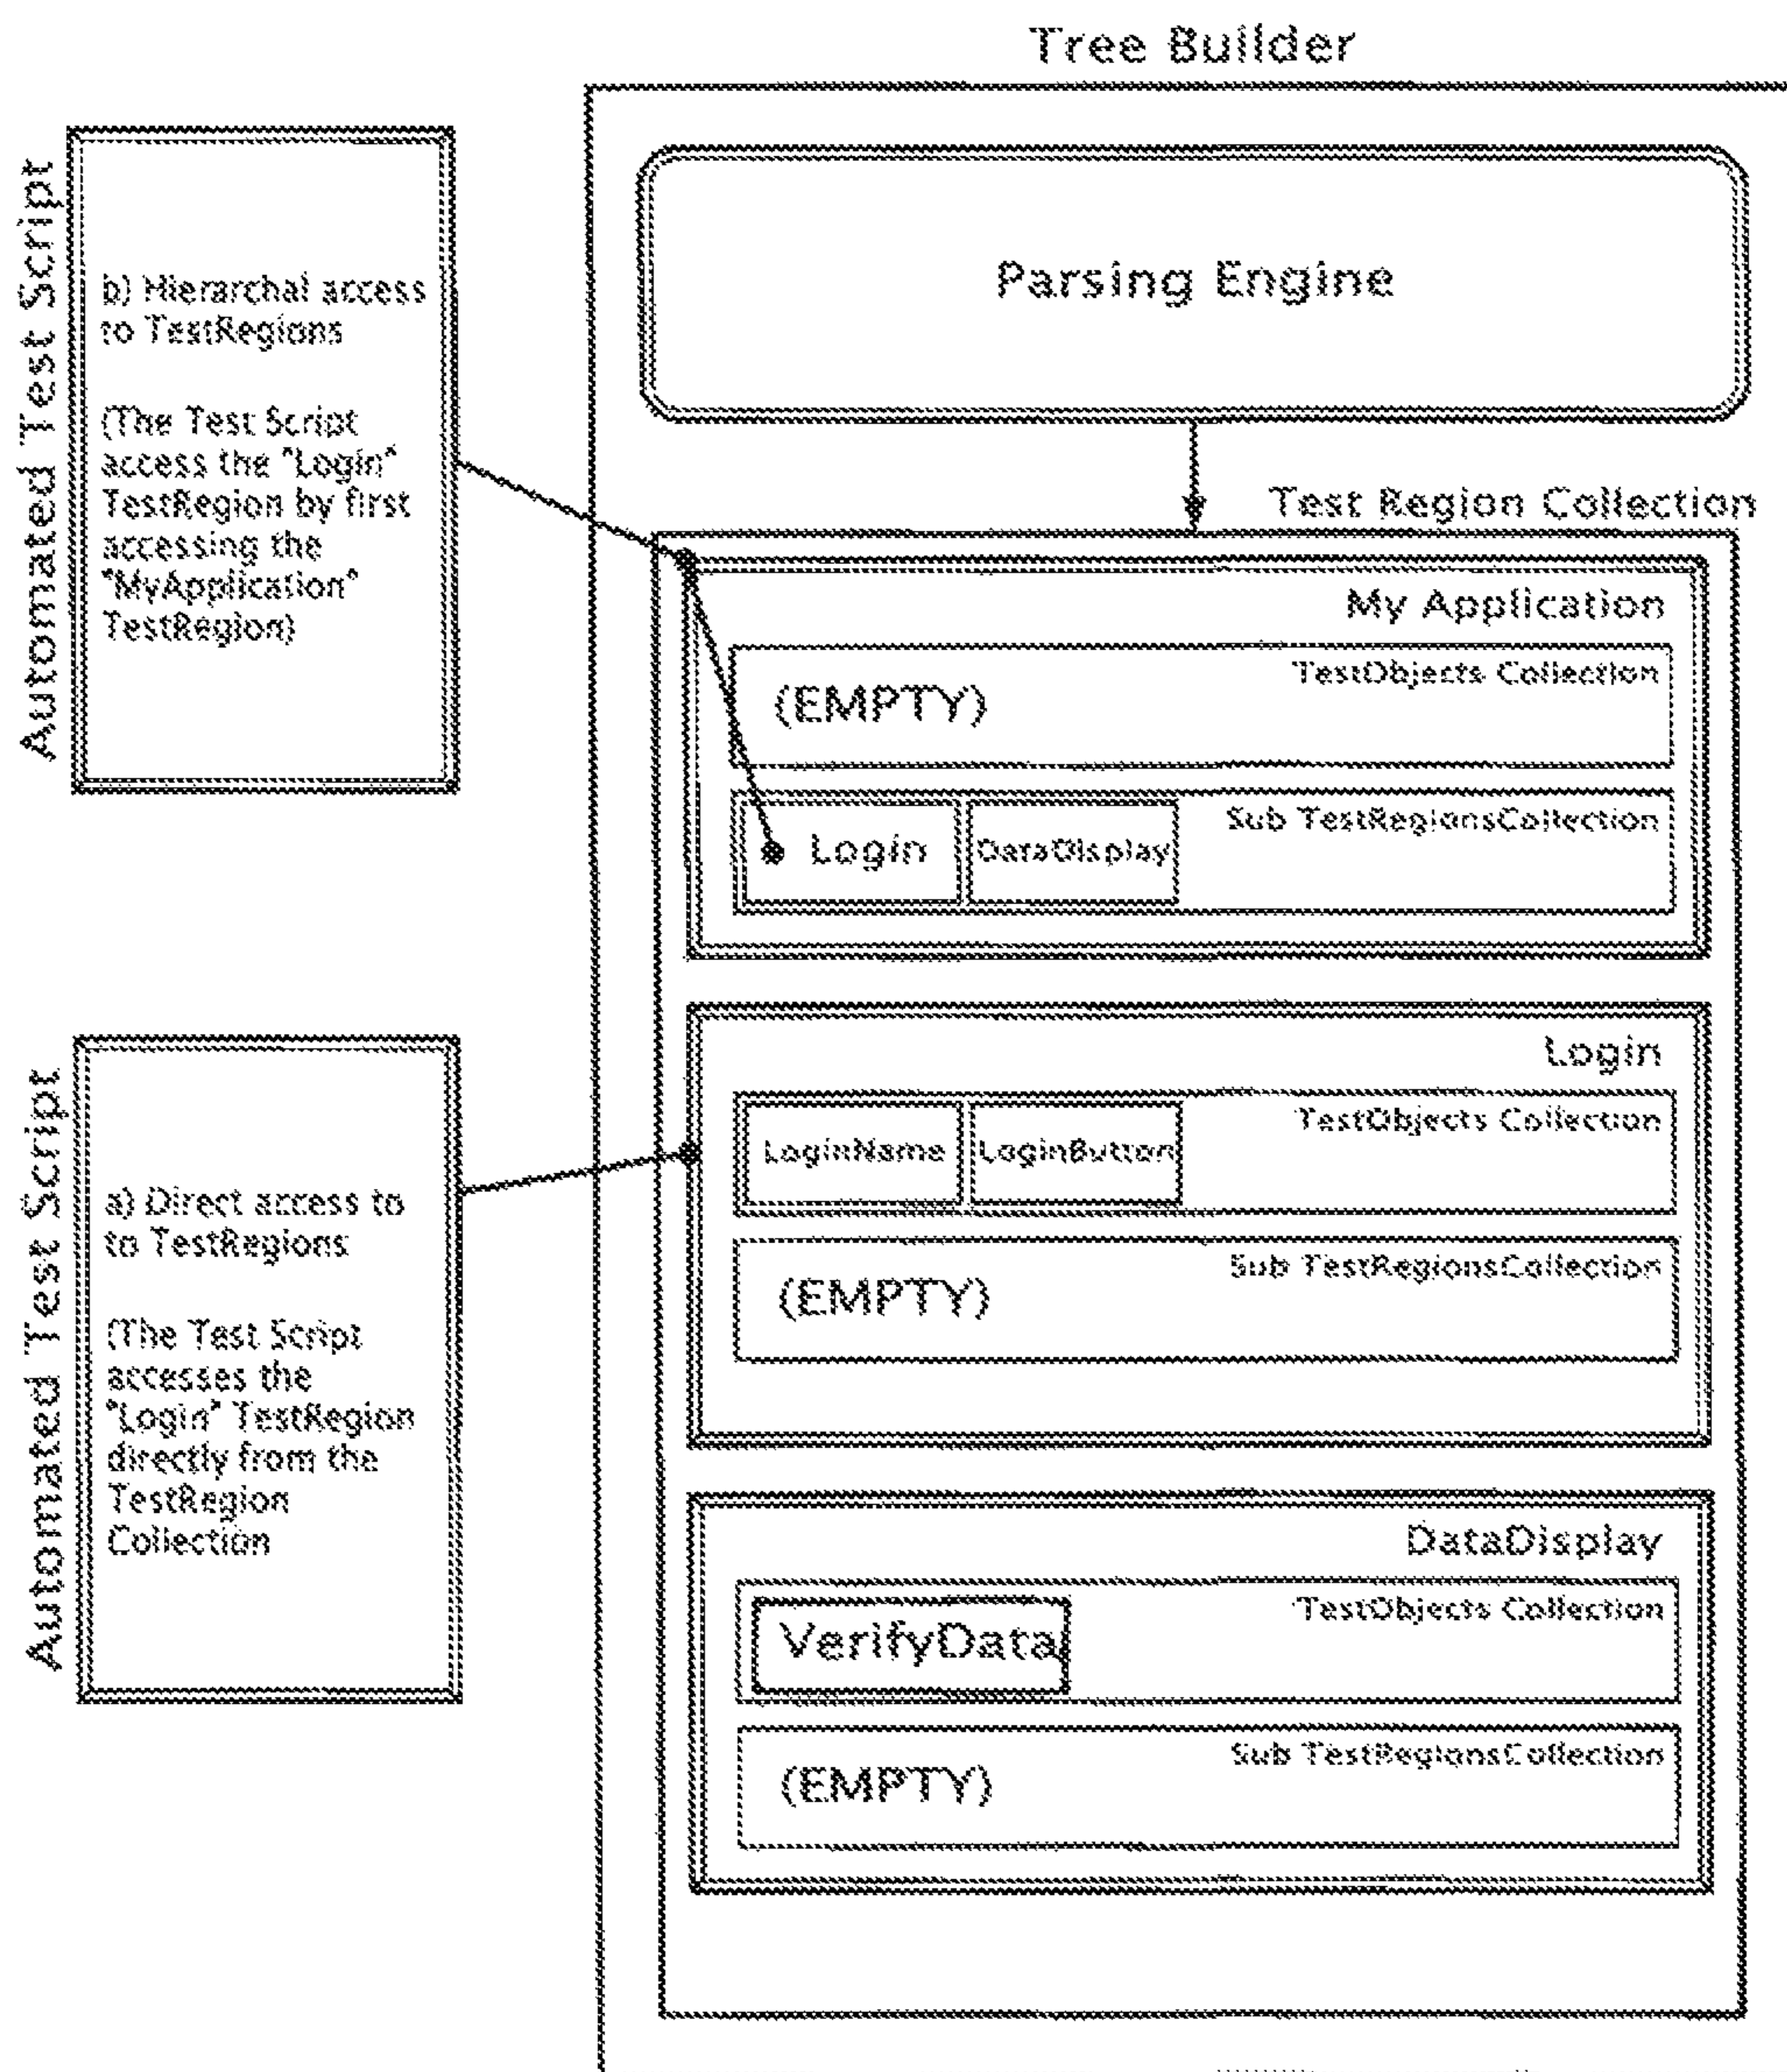 Tree Builder
Automated Test Script
b) Hierarchal access
to TestRegions
(The Test Script
access the "Login"
TestRegion by first
accessing the
"MyApplication"
TestRegion)
Parsing Engine
Test Region Collection
My Application
TestObjects Collection
(EMPTY)
Sub TestRegionsCollection
Login
DataDisplay
Automated Test Script
a) Direct access to
to TestRegions
(The Test Script
accesses the
"Login" TestRegion
directly from the
TestRegion
Collection
Login
TestObjects Collection
LoginName
LoginButton
Sub TestRegionsCollection
(EMPTY)
DataDisplay
TestObjects Collection
VerifyData
Sub TestRegionsCollection
(EMPTY)